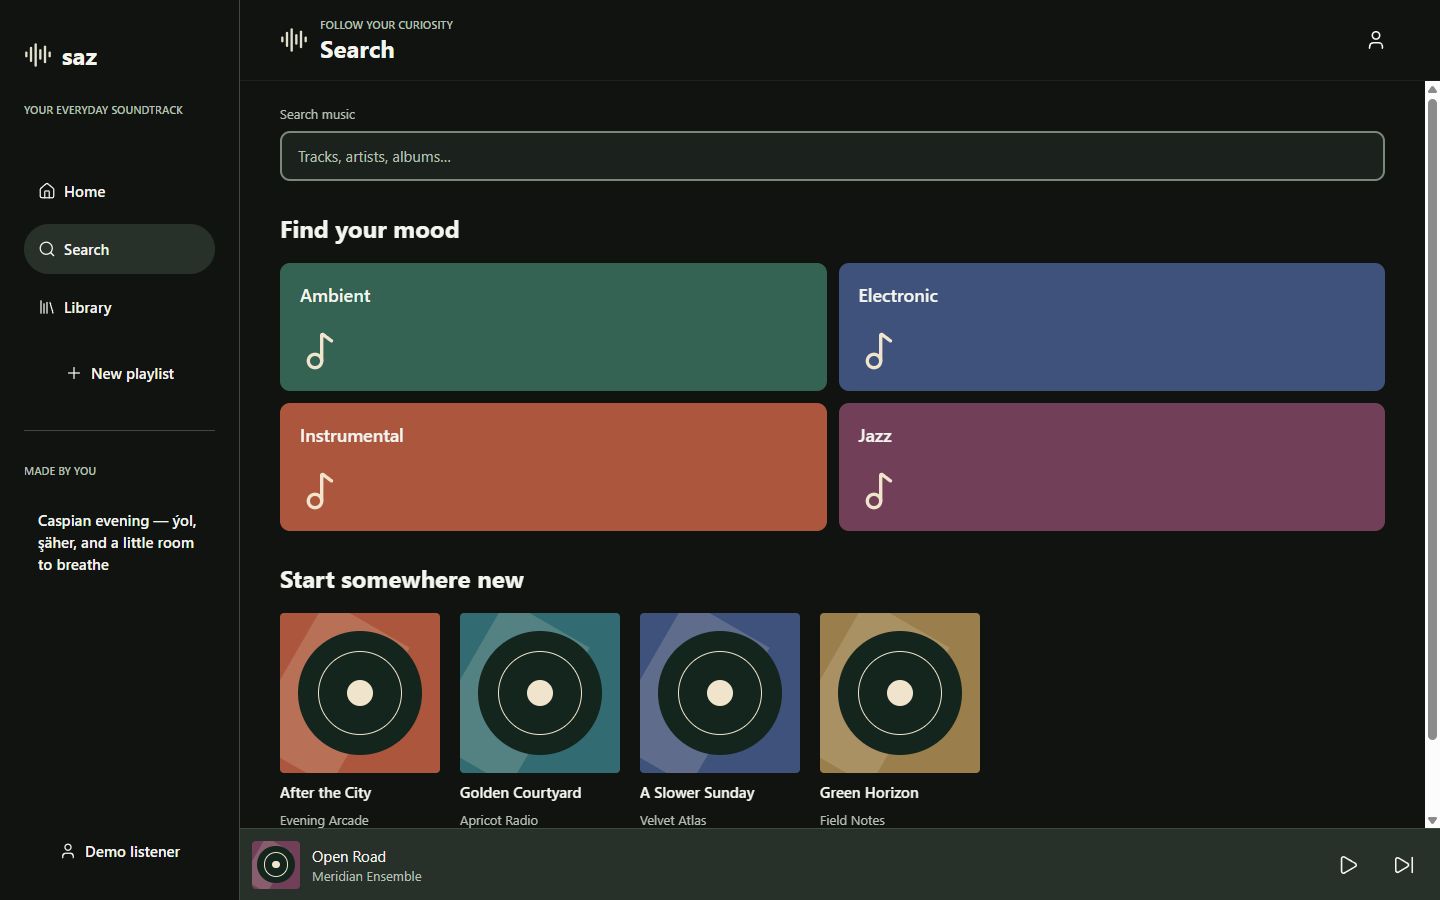 saz
YOUR EVERYDAY SOUNDTRACK
Home
Search
Library
New playlist
MADE BY YOU
Caspian evening — ýol,
şäher, and a little room
to breathe
Demo listener
FOLLOW YOUR CURIOSITY
Search
Search music
Tracks, artists, albums...
Find your mood
Ambient
Electronic
Instrumental
Jazz
Start somewhere new
After the City
Evening Arcade
Golden Courtyard
Apricot Radio
A Slower Sunday
Velvet Atlas
Green Horizon
Field Notes
Open Road
Meridian Ensemble